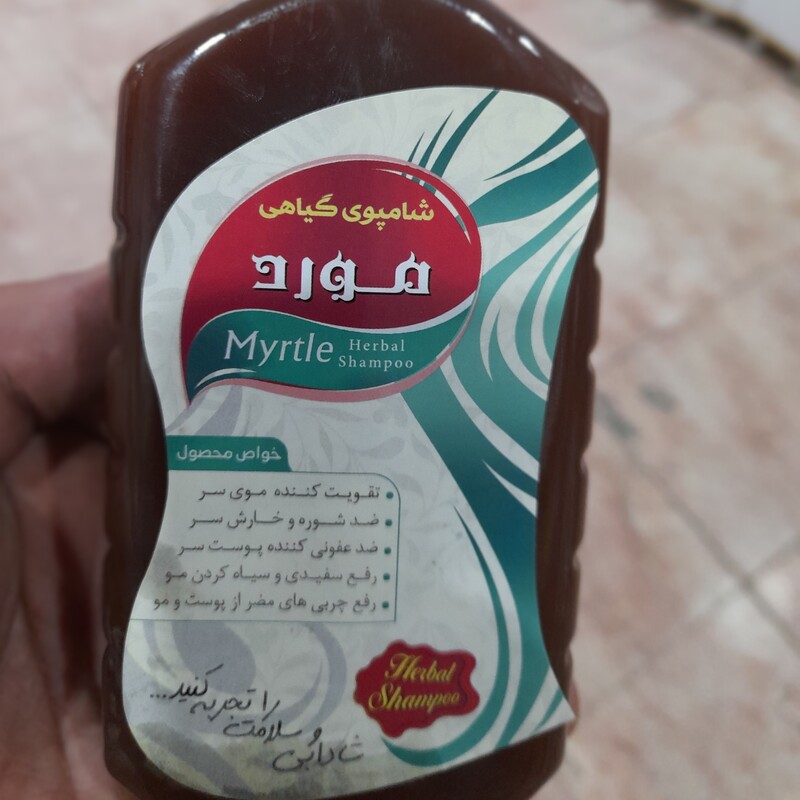 شامپوی گیاهی
مورد
Myrtle Herbal Shampoo
خواص محصول
تقویت کننده موی سر
ضد شوره و خارش سر
ضد عفونی کننده پوست سر
رفع سفیدی و سیاه کردن مو
رفع چربی های مضر از پوست و مو
Herbal
Shampoo
شادابی
و سلامت
را تجربه کنید...